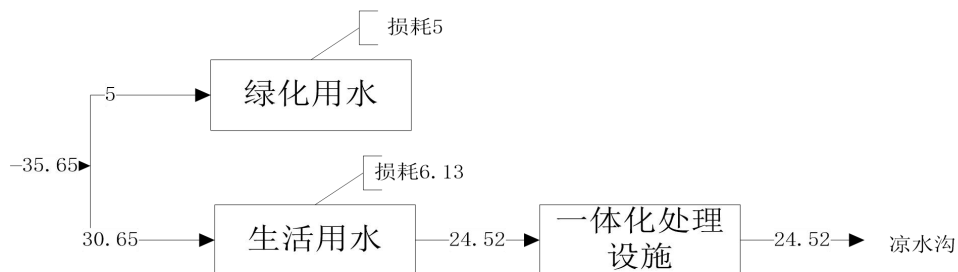 损耗5
绿化用水
5
35.65
损耗6.13
30.65
生活用水
24.52
一体化处理
设施
24.52
凉水沟